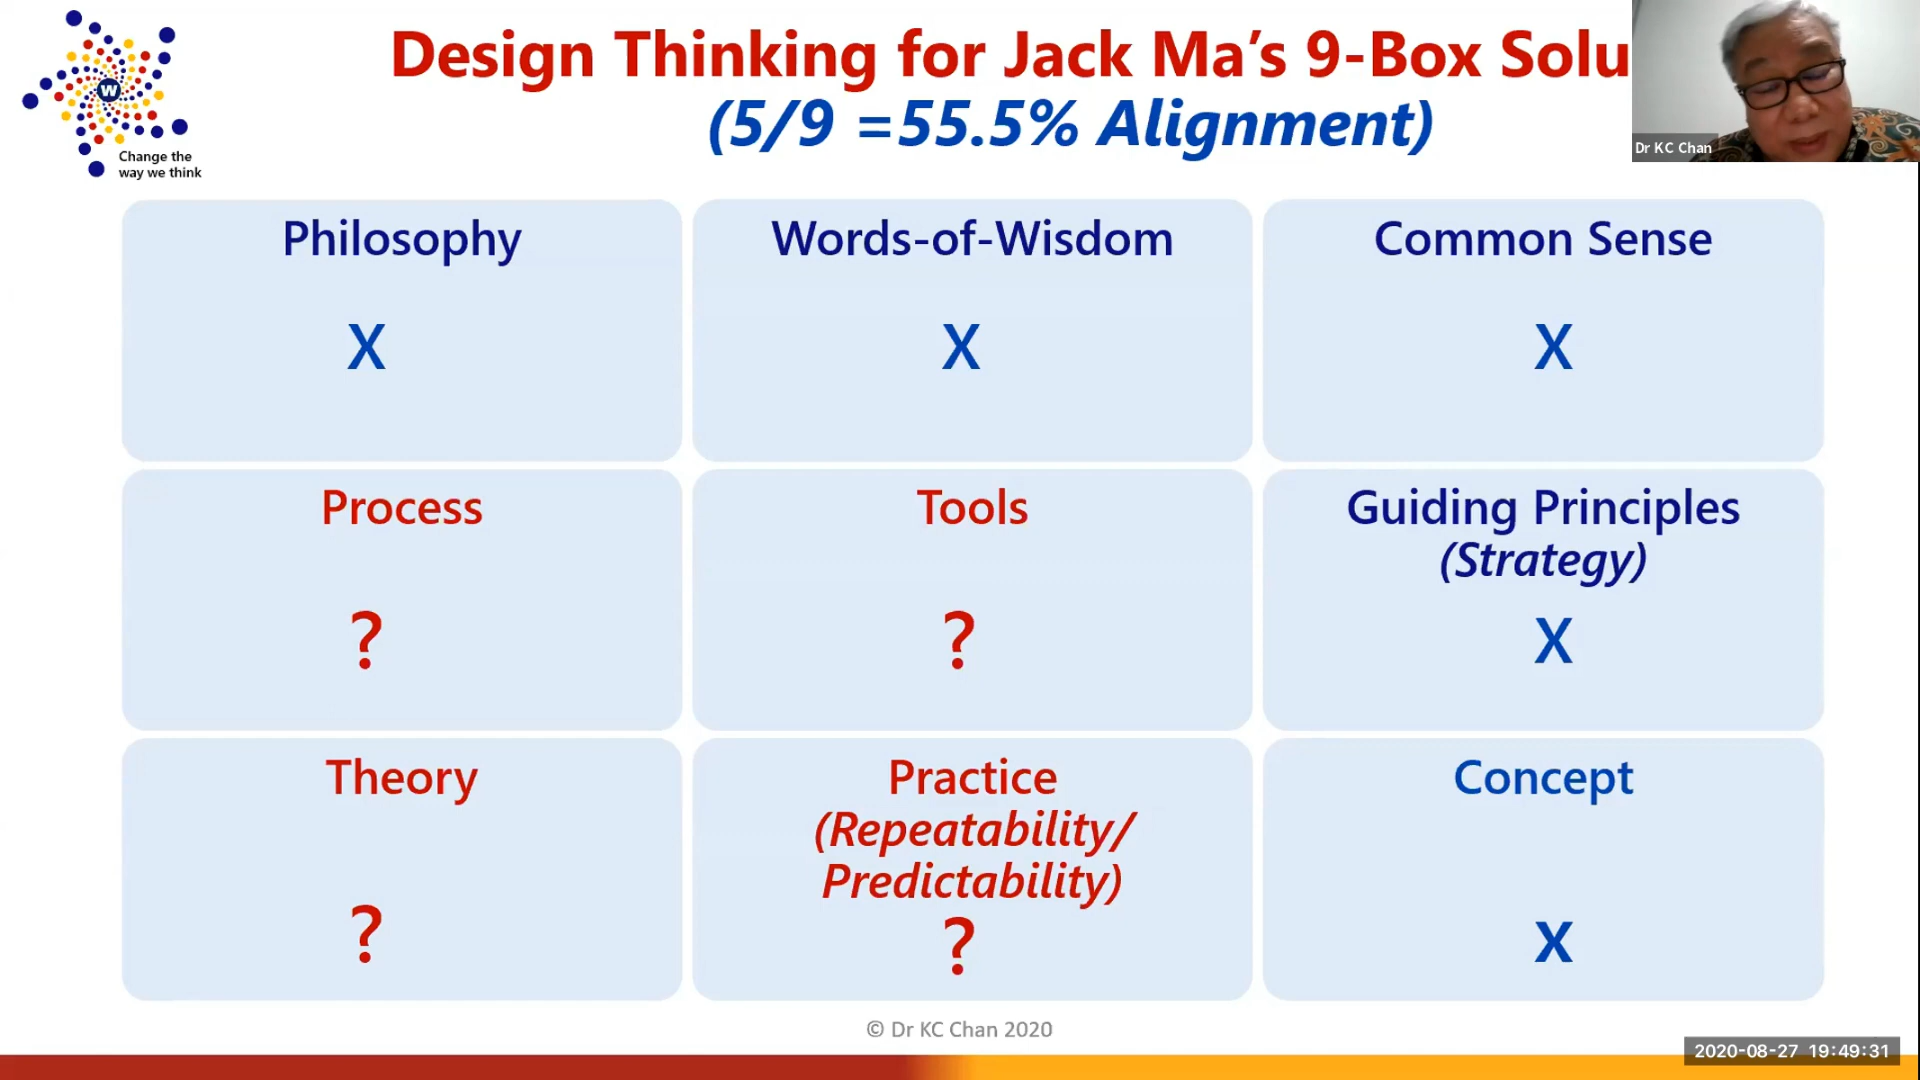 Design Thinking for Jack Ma's 9-Box Solu
(5/9 =55.5% Alignment)
W
Change the
way we think
Dr KC Chan
Philosophy
X
Words-of-Wisdom
X
Common Sense
X
Process
?
Tools
?
Guiding Principles
(Strategy)
X
Theory
?
Practice
(Repeatability/
Predictability)
?
Concept
X
© Dr KC Chan 2020
2020-08-27 19:49:31